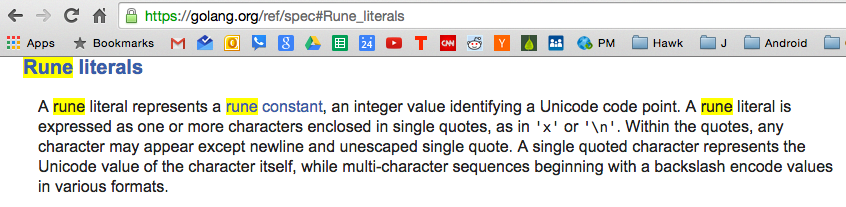 https://golang.org/ref/spec#Rune_literals
Apps Bookmarks 8 24 T CNN Y PM Hawk J Android
Rune literals
A rune literal represents a rune constant, an integer value identifying a Unicode code point. A rune literal is
expressed as one or more characters enclosed in single quotes, as in 'x' or '\n'. Within the quotes, any
character may appear except newline and unescaped single quote. A single quoted character represents the
Unicode value of the character itself, while multi-character sequences beginning with a backslash encode values
in various formats.